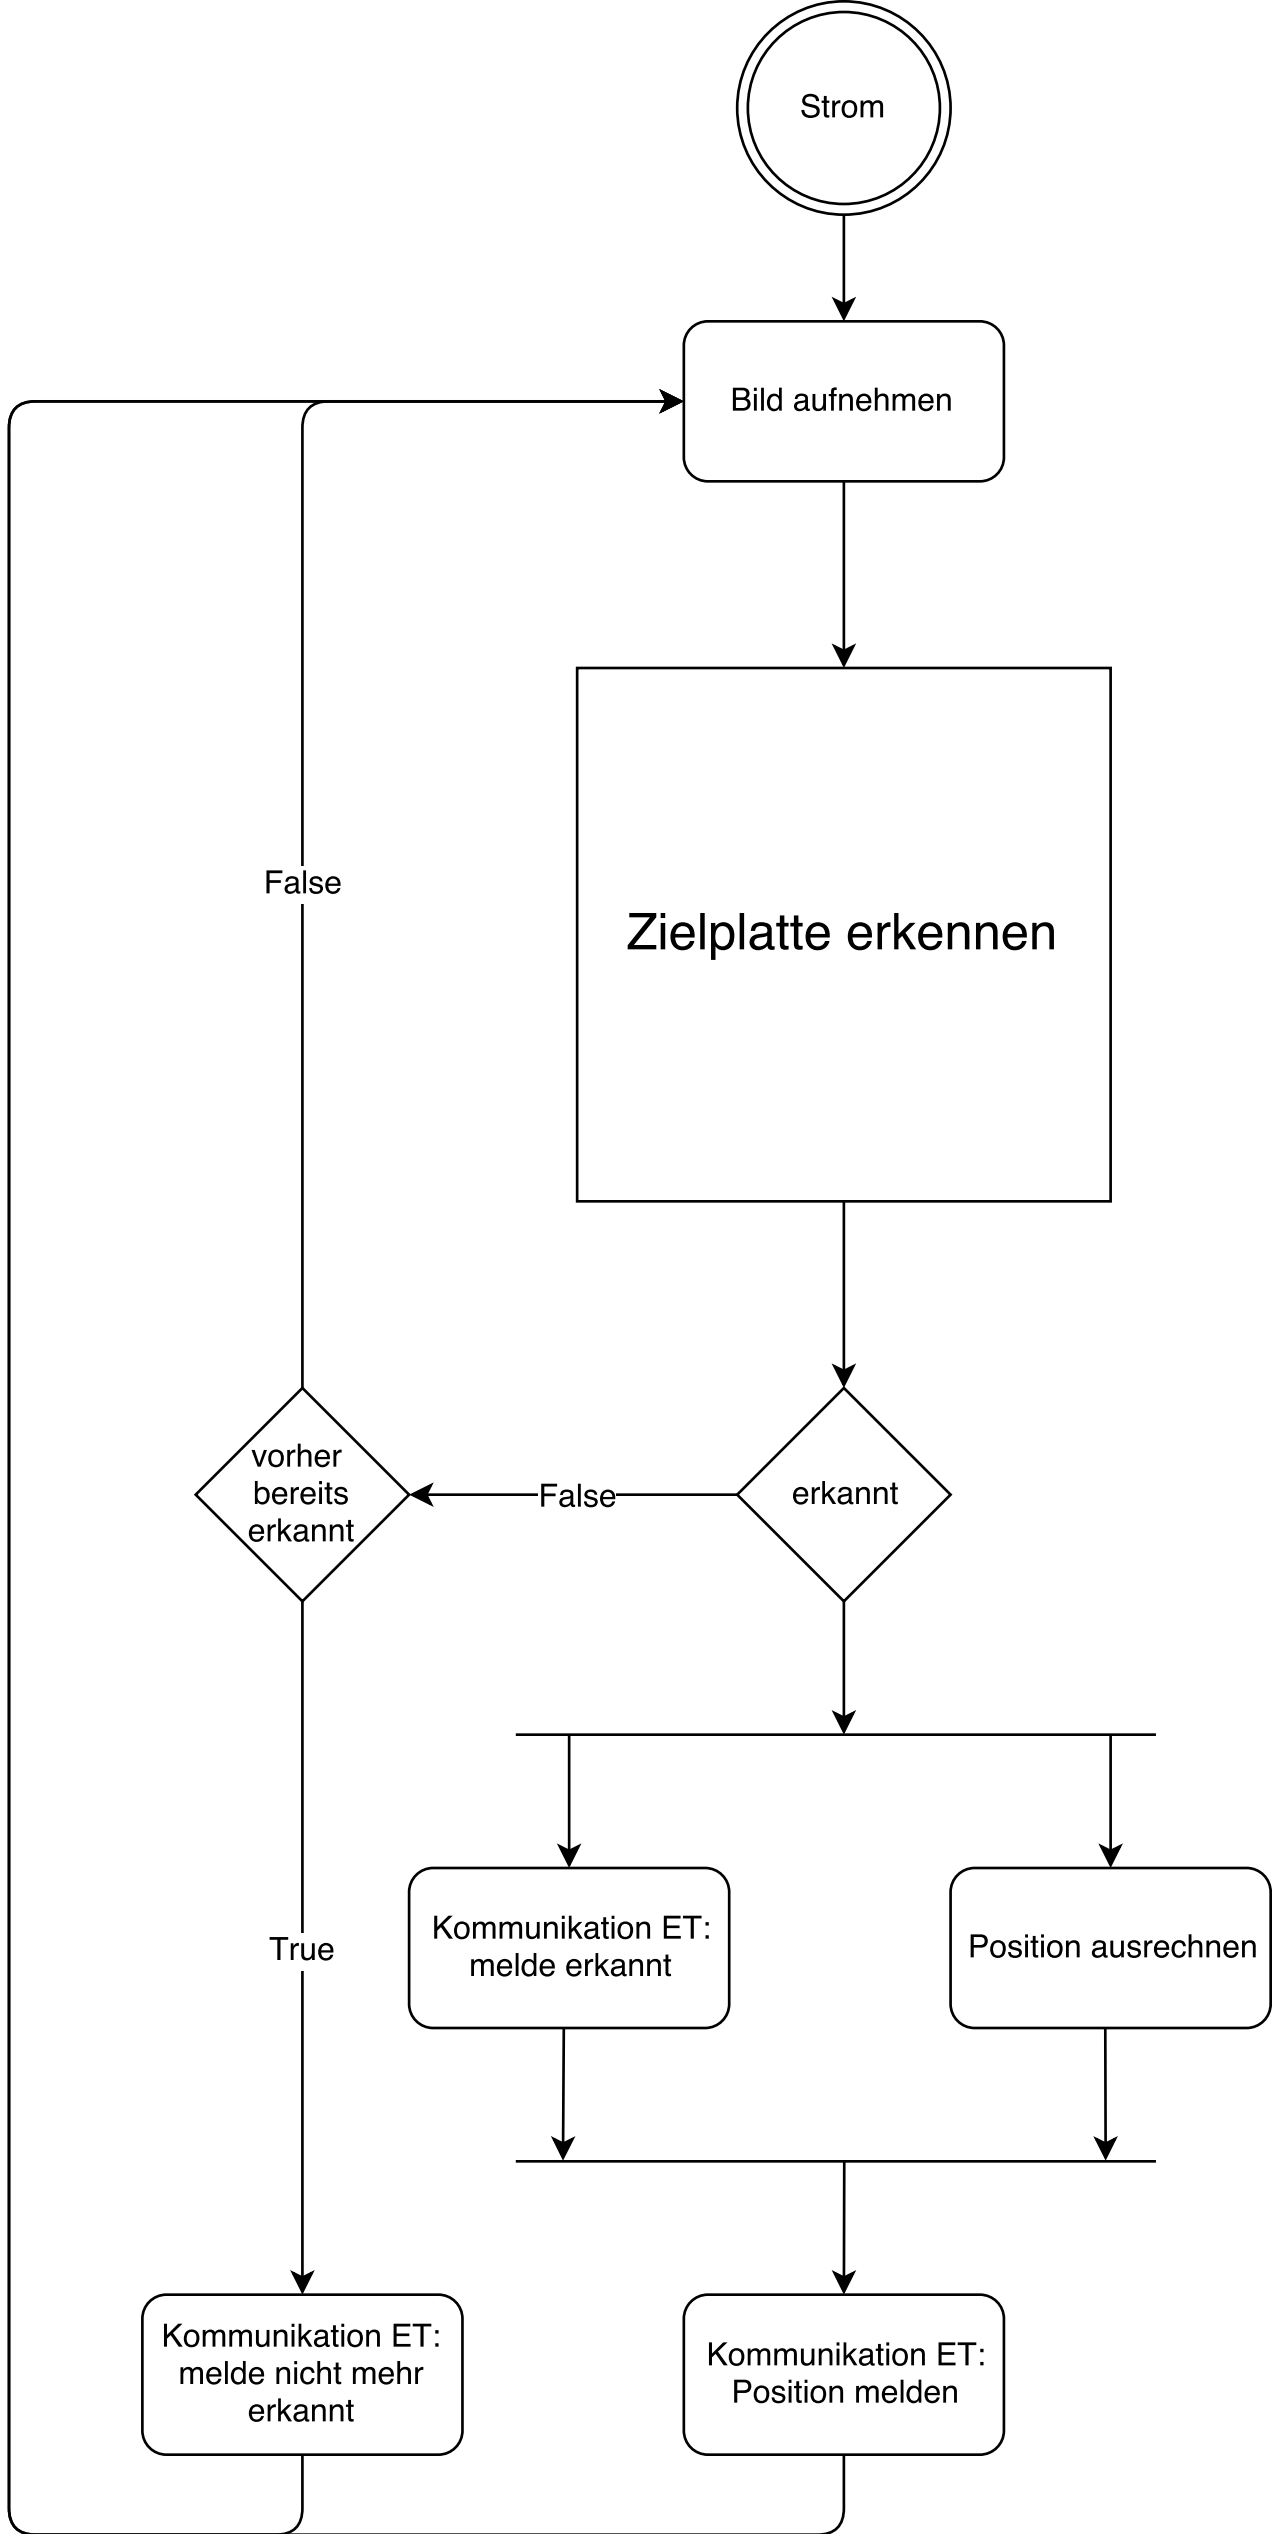 Strom
Bild aufnehmen
False
Zielplatte erkennen
vorher
bereits
erkannt
False
erkannt
True
Kommunikation ET:
melde erkannt
Position ausrechnen
Kommunikation ET:
melde nicht mehr
erkannt
Kommunikation ET:
Position melden